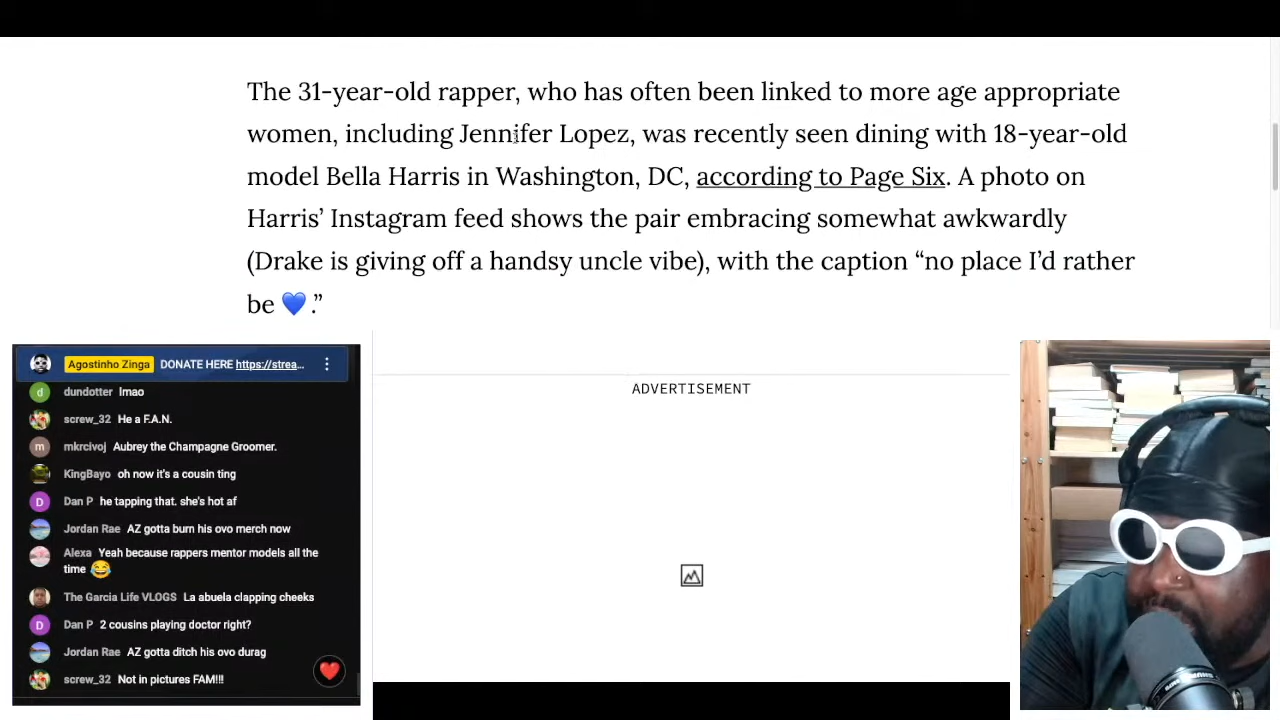 The 31-year-old rapper, who has often been linked to more age appropriate
women, including Jennifer Lopez, was recently seen dining with 18-year-old
model Bella Harris in Washington, DC, according to Page Six. A photo on
Harris’ Instagram feed shows the pair embracing somewhat awkwardly
(Drake is giving off a handsy uncle vibe), with the caption “no place I’d rather
be 💙.”
ADVERTISEMENT
Agostinho Zinga DONATE HERE https://strea...
d dundotter lmao
screw_32 He a F.A.N.
m mkrcivoj Aubrey the Champagne Groomer.
KingBayo oh now it's a cousin ting
D Dan P he tapping that. she's hot af
Jordan Rae AZ gotta burn his ovo merch now
Alexa Yeah because rappers mentor models all the
time 😂
The Garcia Life VLOGS La abuela clapping cheeks
D Dan P 2 cousins playing doctor right?
Jordan Rae AZ gotta ditch his ovo durag
screw_32 Not in pictures FAM!!!